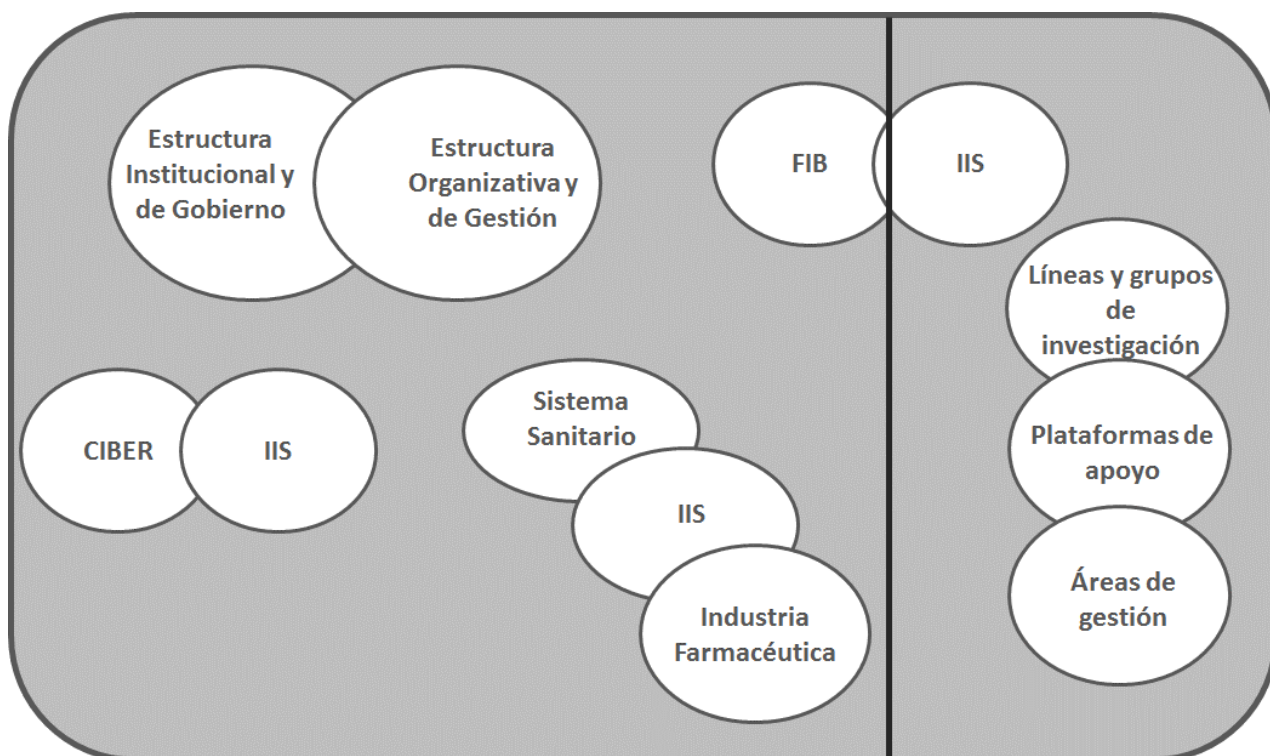 Estructura
Institucional y
de Gobierno
Estructura
Organizativa y
de Gestión
FIB
IIS
Líneas y grupos
de
investigación
Plataformas de
apoyo
Áreas de
gestión
CIBER
IIS
Sistema
Sanitario
IIS
Industria
Farmacéutica